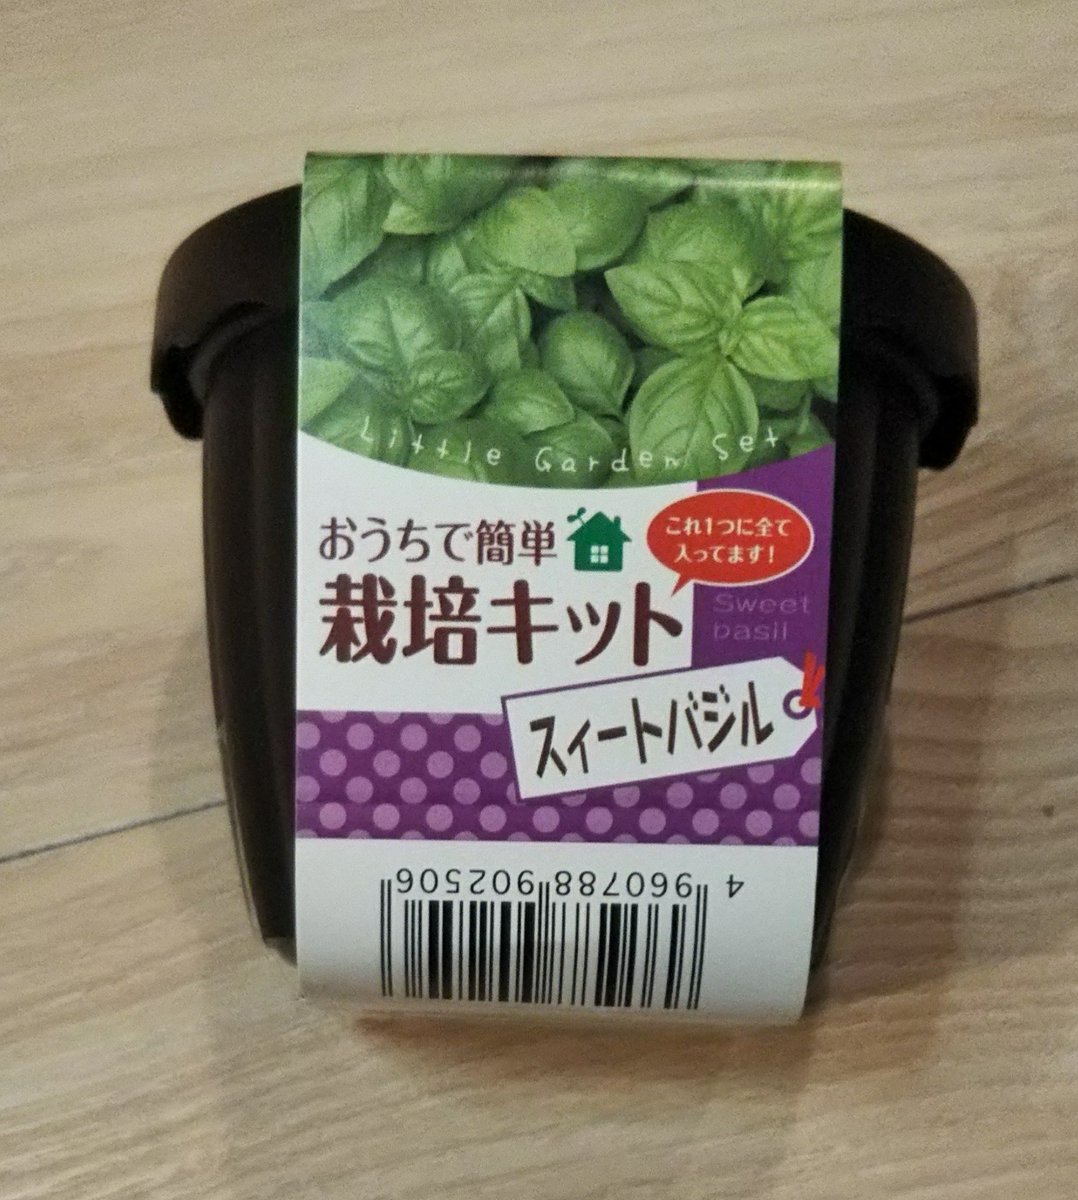 Little Garden Set
おうちで簡単
これ1つに全て
入ってます!
栽培キット
Sweet
basil
スィートバジル
4 960788 902506